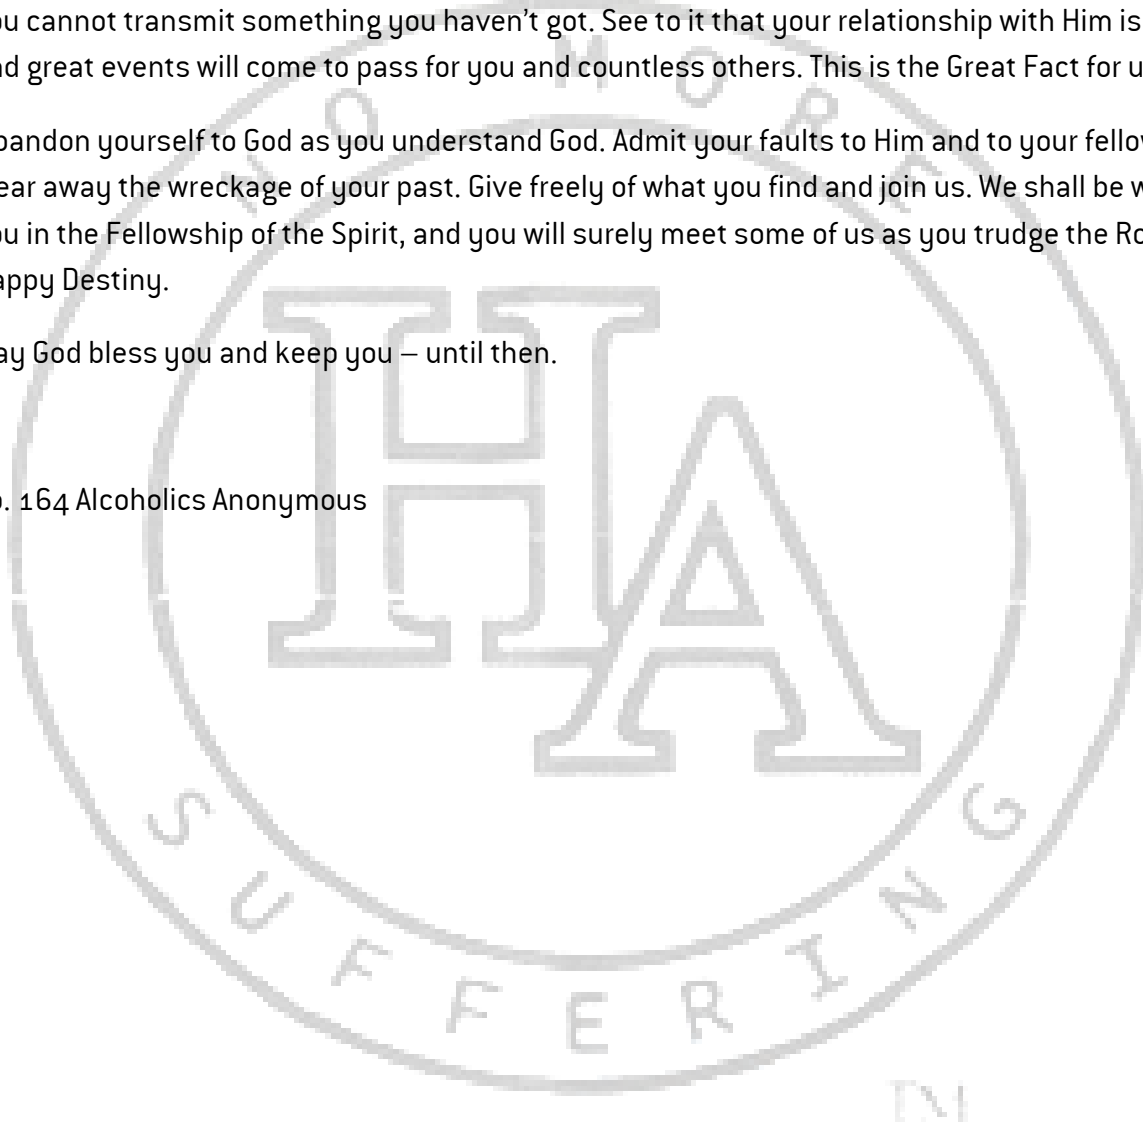 ou cannot transmit something you haven’t got. See to it that your relationship with Him is
nd great events will come to pass for you and countless others. This is the Great Fact for u
bandon yourself to God as you understand God. Admit your faults to Him and to your fellow
ear away the wreckage of your past. Give freely of what you find and join us. We shall be w
ou in the Fellowship of the Spirit, and you will surely meet some of us as you trudge the Ro
appy Destiny.
ay God bless you and keep you – until then.
p. 164 Alcoholics Anonymous
NO MORE
HA
SUFFERING
TM